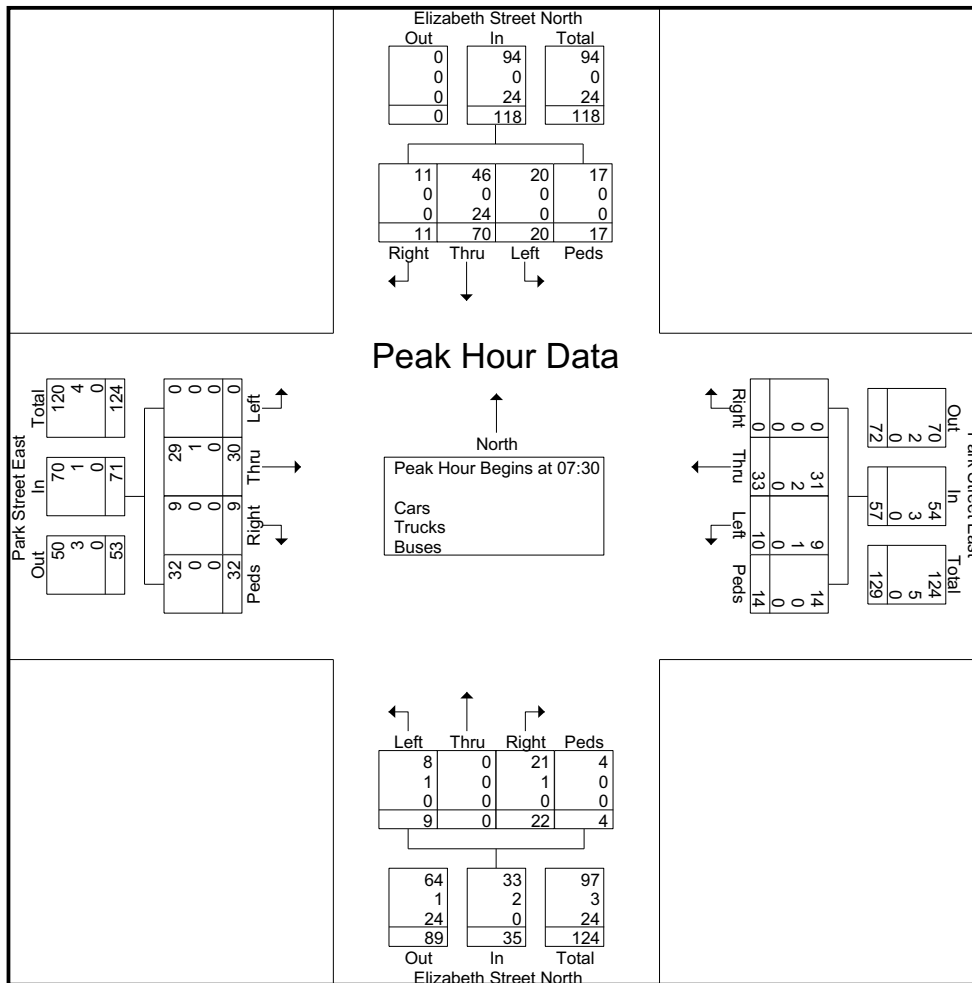 Elizabeth Street North
Out In Total
0 94 94
0 0 0
0 24 24
0 118 118
11 46 20 17
0 0 0 0
0 24 0 0
11 70 20 17
Right Thru Left Peds
Peak Hour Data
Park Street East
Total
120 4 0 124
In
70 1 0 71
Out
50 3 0 53
0 0 0 0 Left
29 1 0 30 Thru
9 0 0 9 Right
32 0 0 32 Peds
North
Peak Hour Begins at 07:30
Cars
Trucks
Buses
Right 0 0 0 0
Thru 31 2 0 33
Left 9 1 0 10
Peds 14 0 0 14
Out
70 2 0 72
In
54 3 0 57
Total
124 5 0 129
Park Street East
Left Thru Right Peds
8 0 21 4
1 0 1 0
0 0 0 0
9 0 22 4
64 33 97
1 2 3
24 0 24
89 35 124
Out In Total
Elizabeth Street North